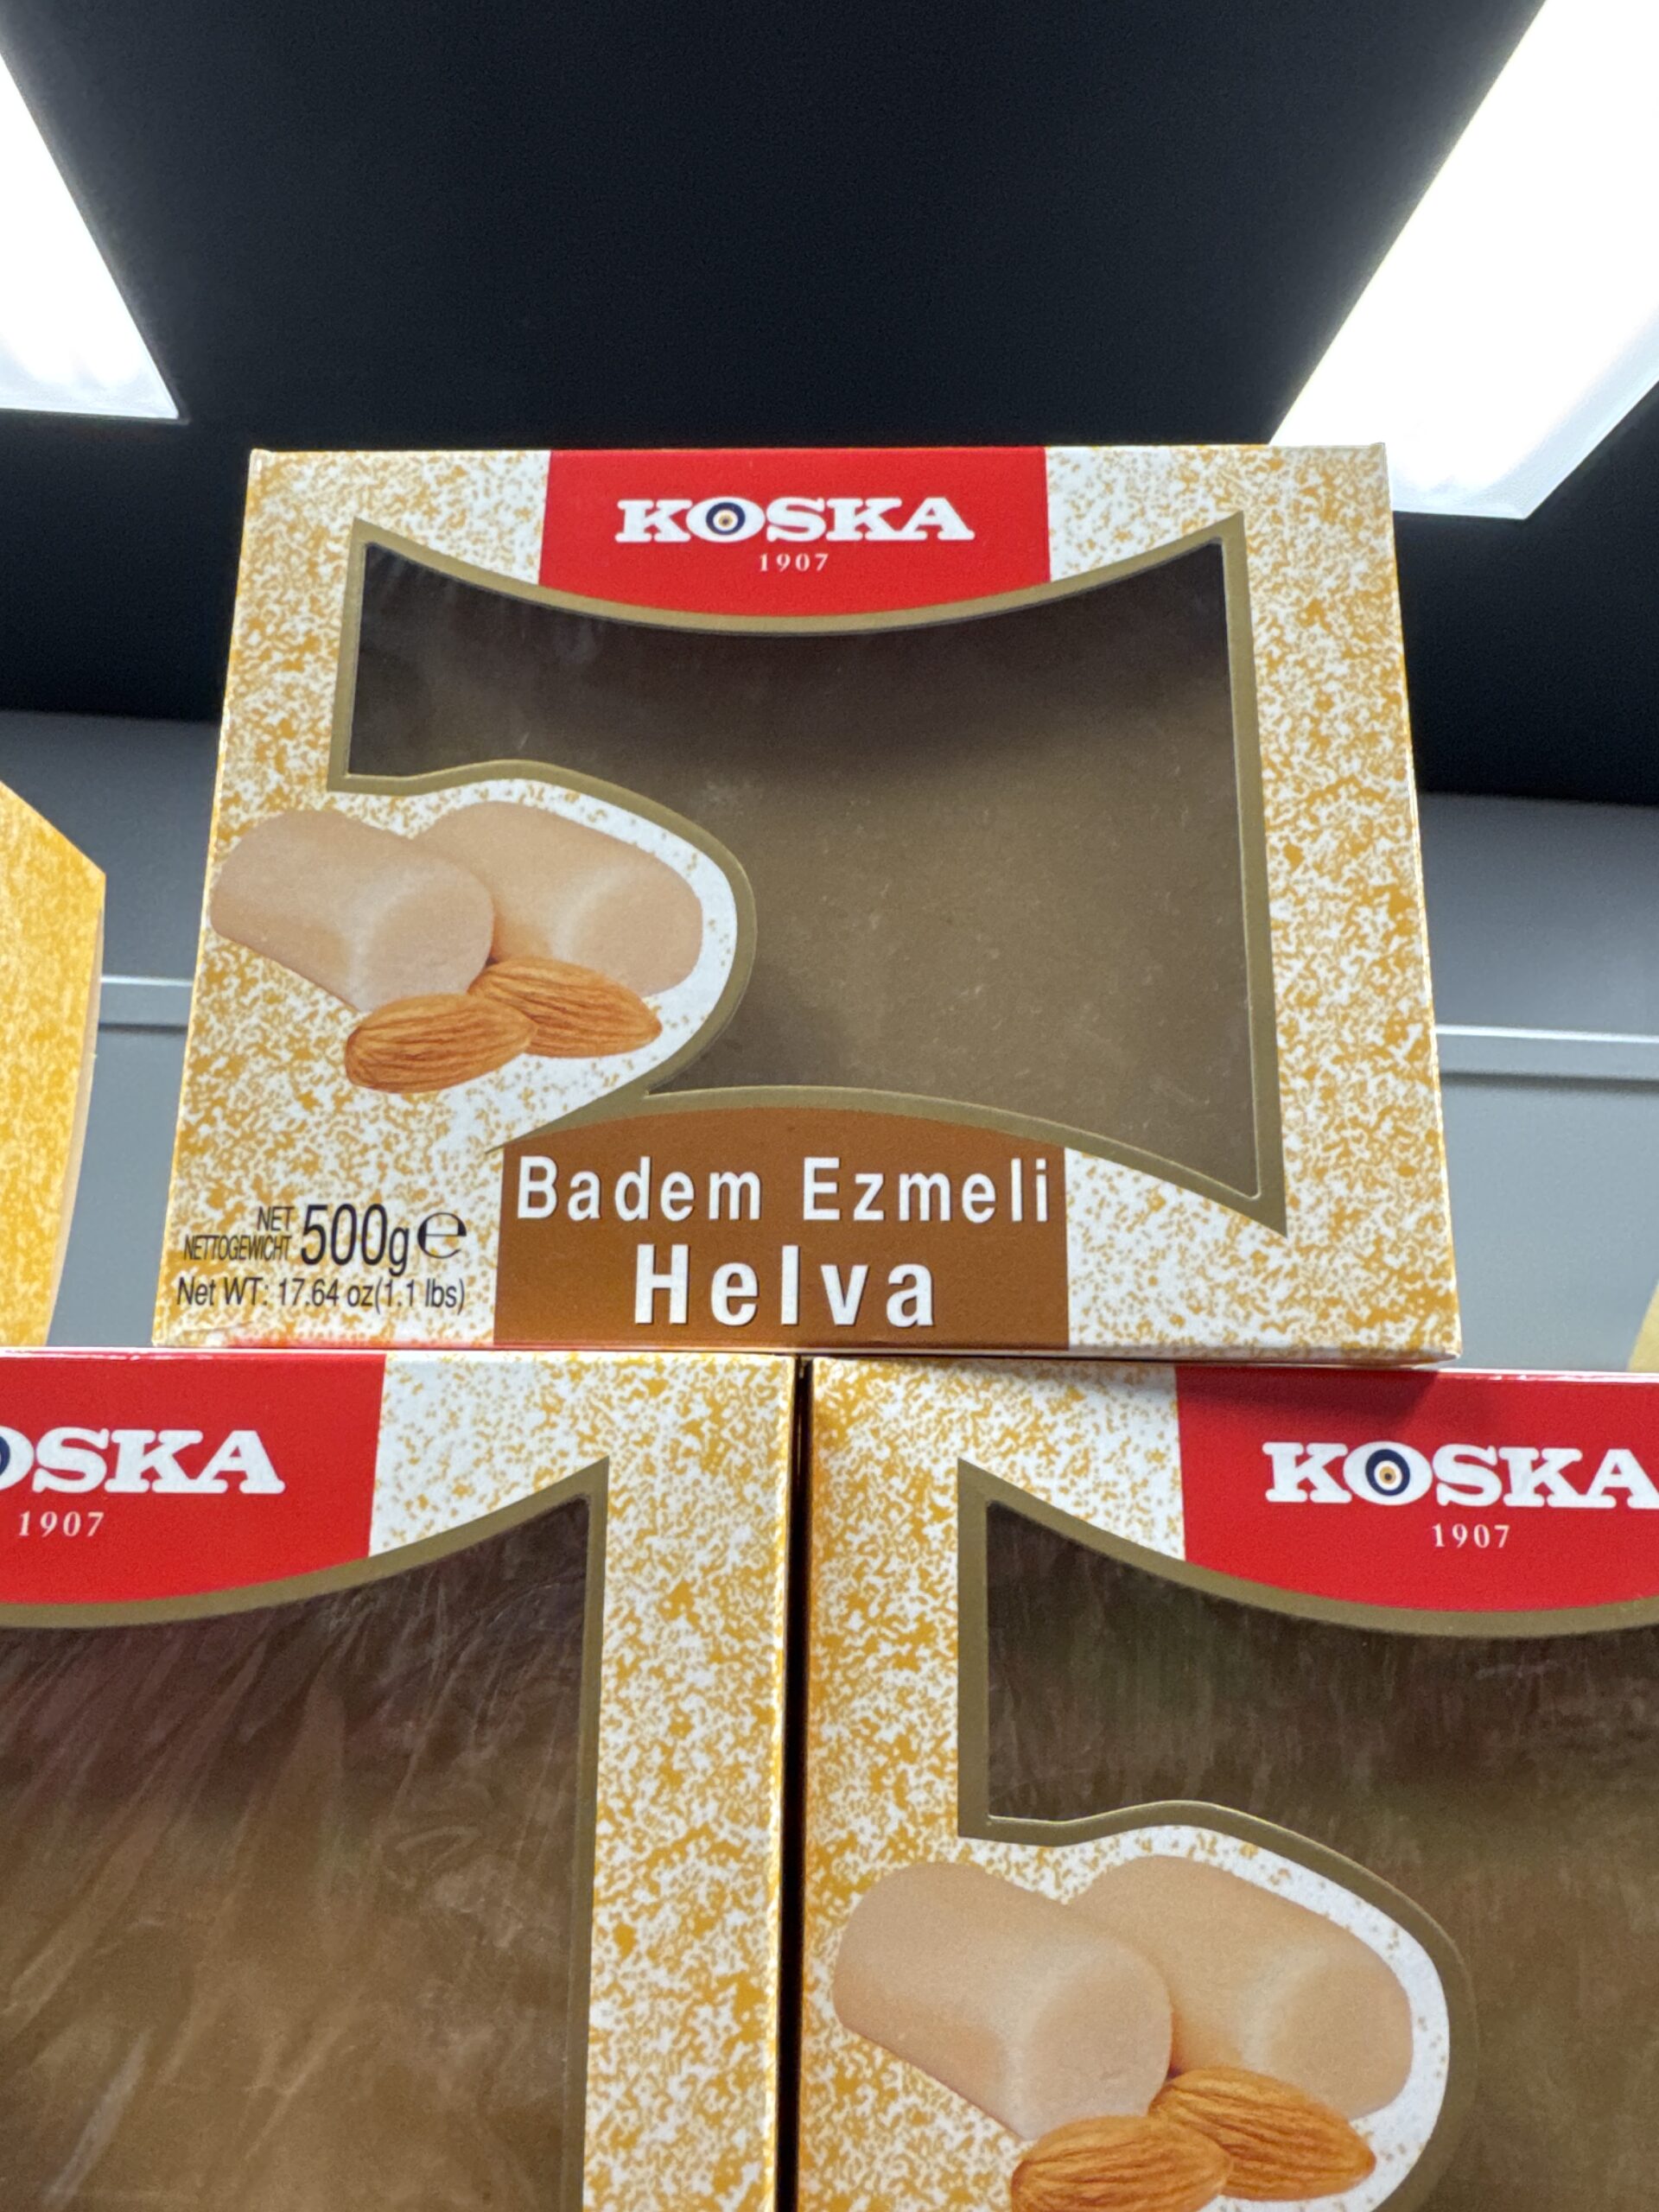 KOSKA
1907
Badem Ezmeli
Helva
NET
NETTOGEWICHT 500g e
Net WT: 17.64 oz(1.1 lbs)
OSKA
1907
KOSKA
1907